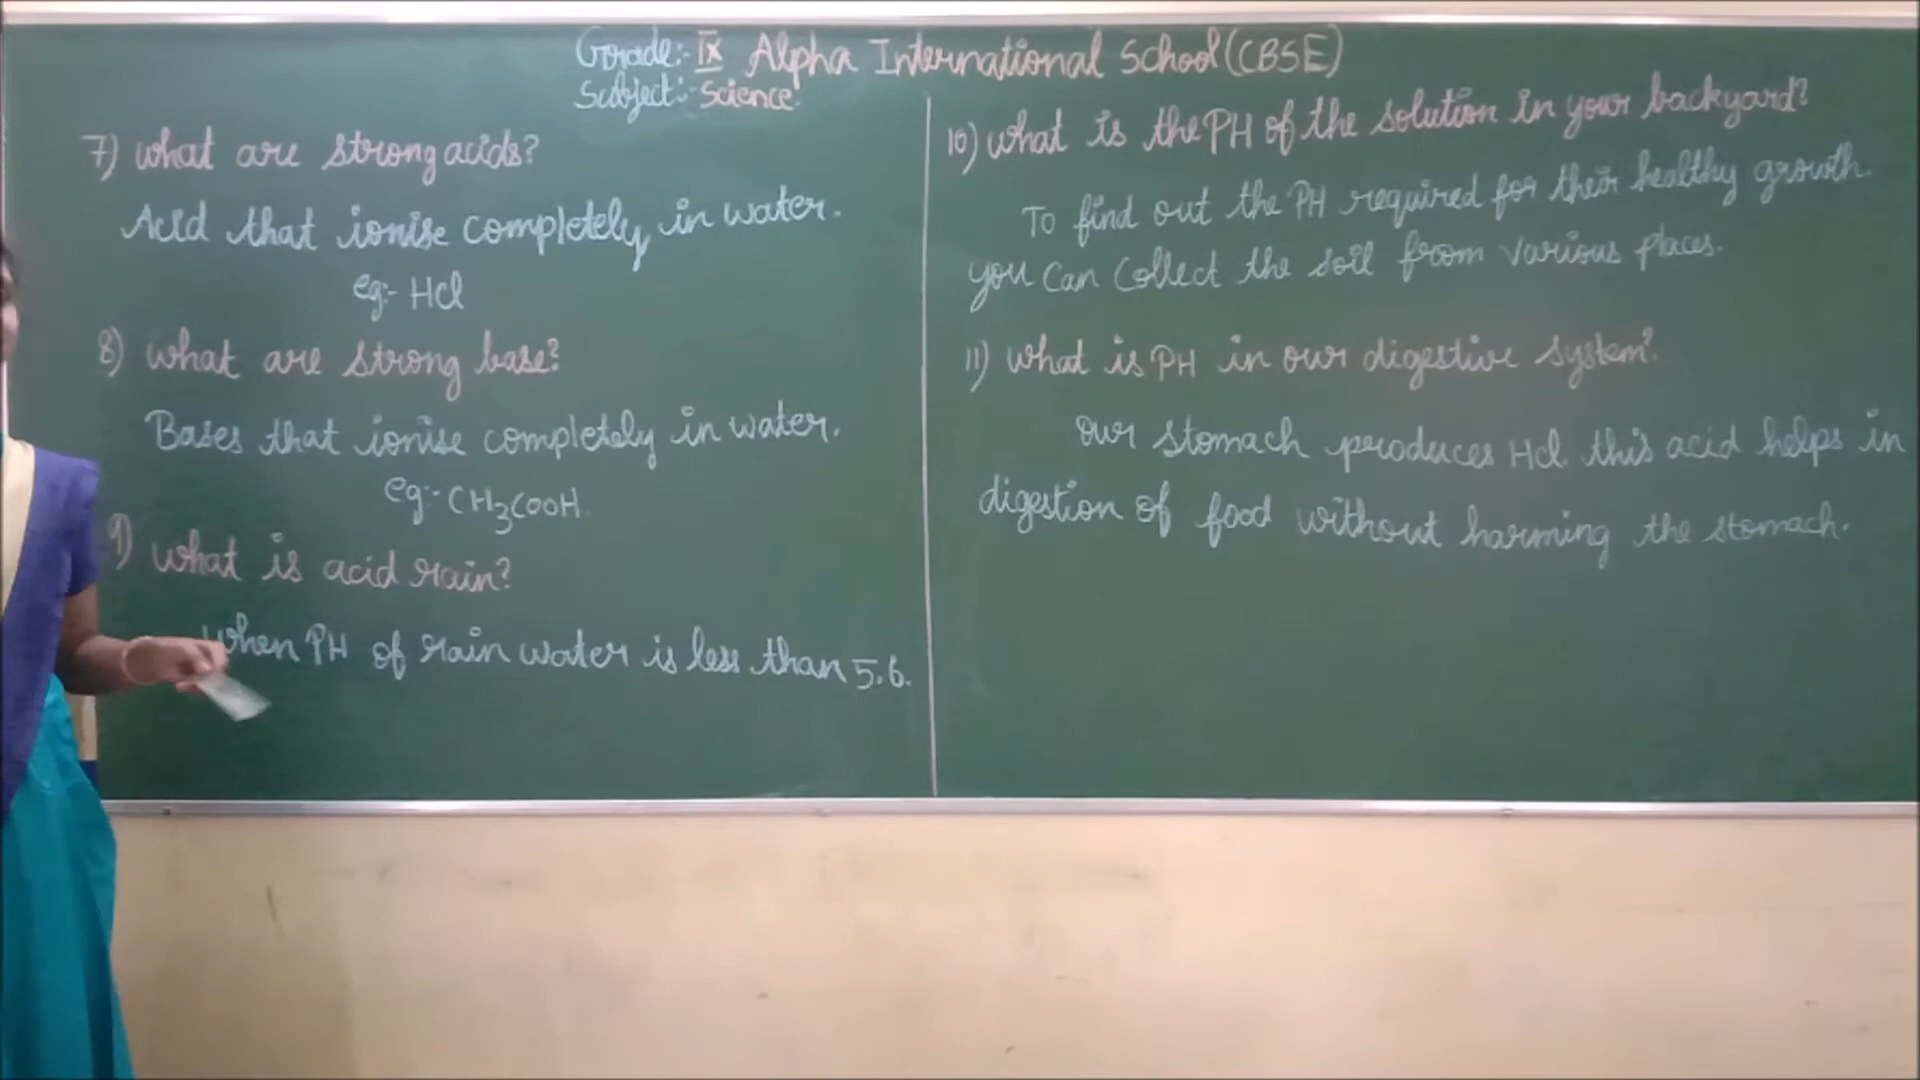 Grade:- IX Alpha International School (CBSE)
Subject:- Science.
7) what are strong acids?
Acid that ionise completely in water.
eg:- Hcl
8) what are strong base?
Bases that ionise completely in water.
eg:- CH3COOH.
9) what is acid rain?
when PH of rain water is less than 5.6.
10) what is the PH of the solution in your backyard?
To find out the PH required for their healthy growth.
you can collect the soil from various places.
11) what is PH in our digestive system?
our stomach produces Hcl this acid helps in
digestion of food without harming the stomach.